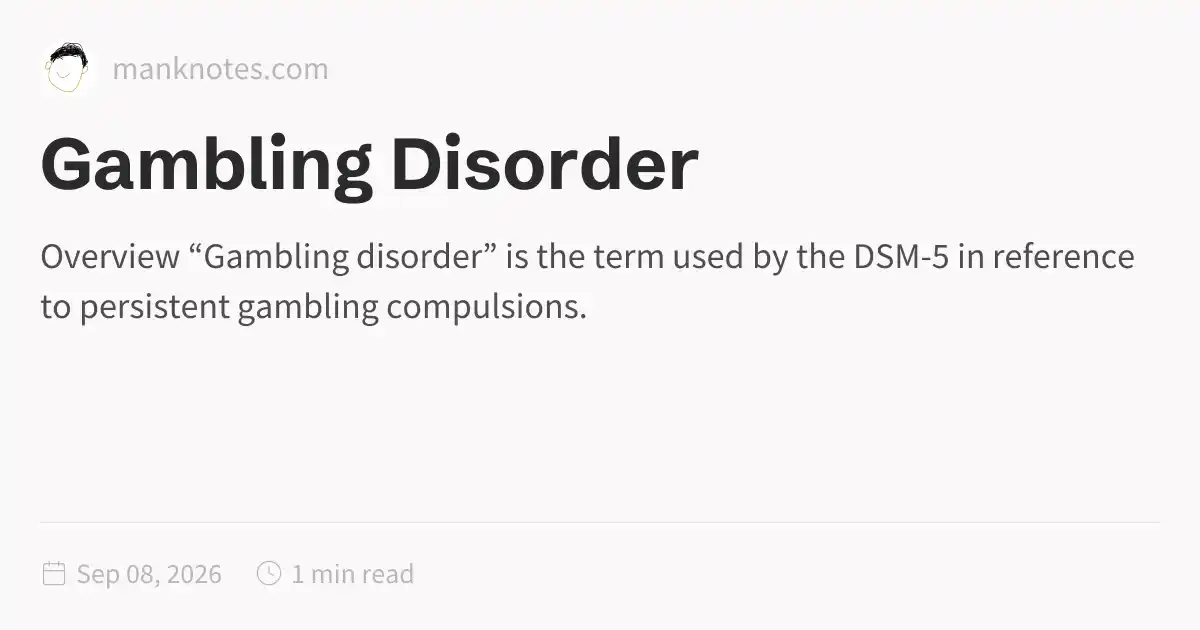 manknotes.com
Gambling Disorder
Overview “Gambling disorder” is the term used by the DSM-5 in reference
to persistent gambling compulsions.
Sep 08, 2026 1 min read